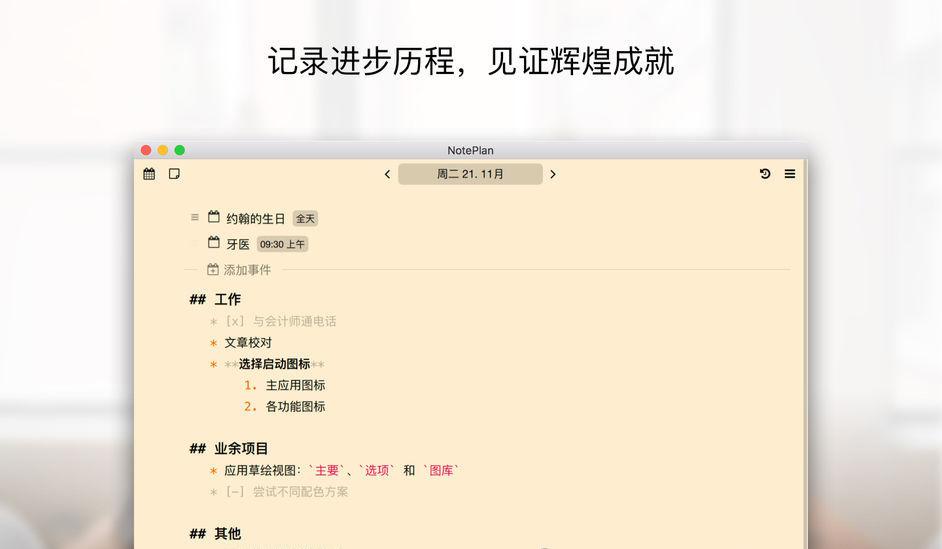 记录进步历程，见证辉煌成就
NotePlan
周二 21. 11月
约翰的生日 全天
牙医 09:30 上午
添加事件
## 工作
* [x] 与会计师通电话
* 文章校对
* **选择启动图标**
1. 主应用图标
2. 各功能图标
## 业余项目
* 应用草绘视图：`主要`、`选项` 和 `图库`
* [-] 尝试不同配色方案
## 其他